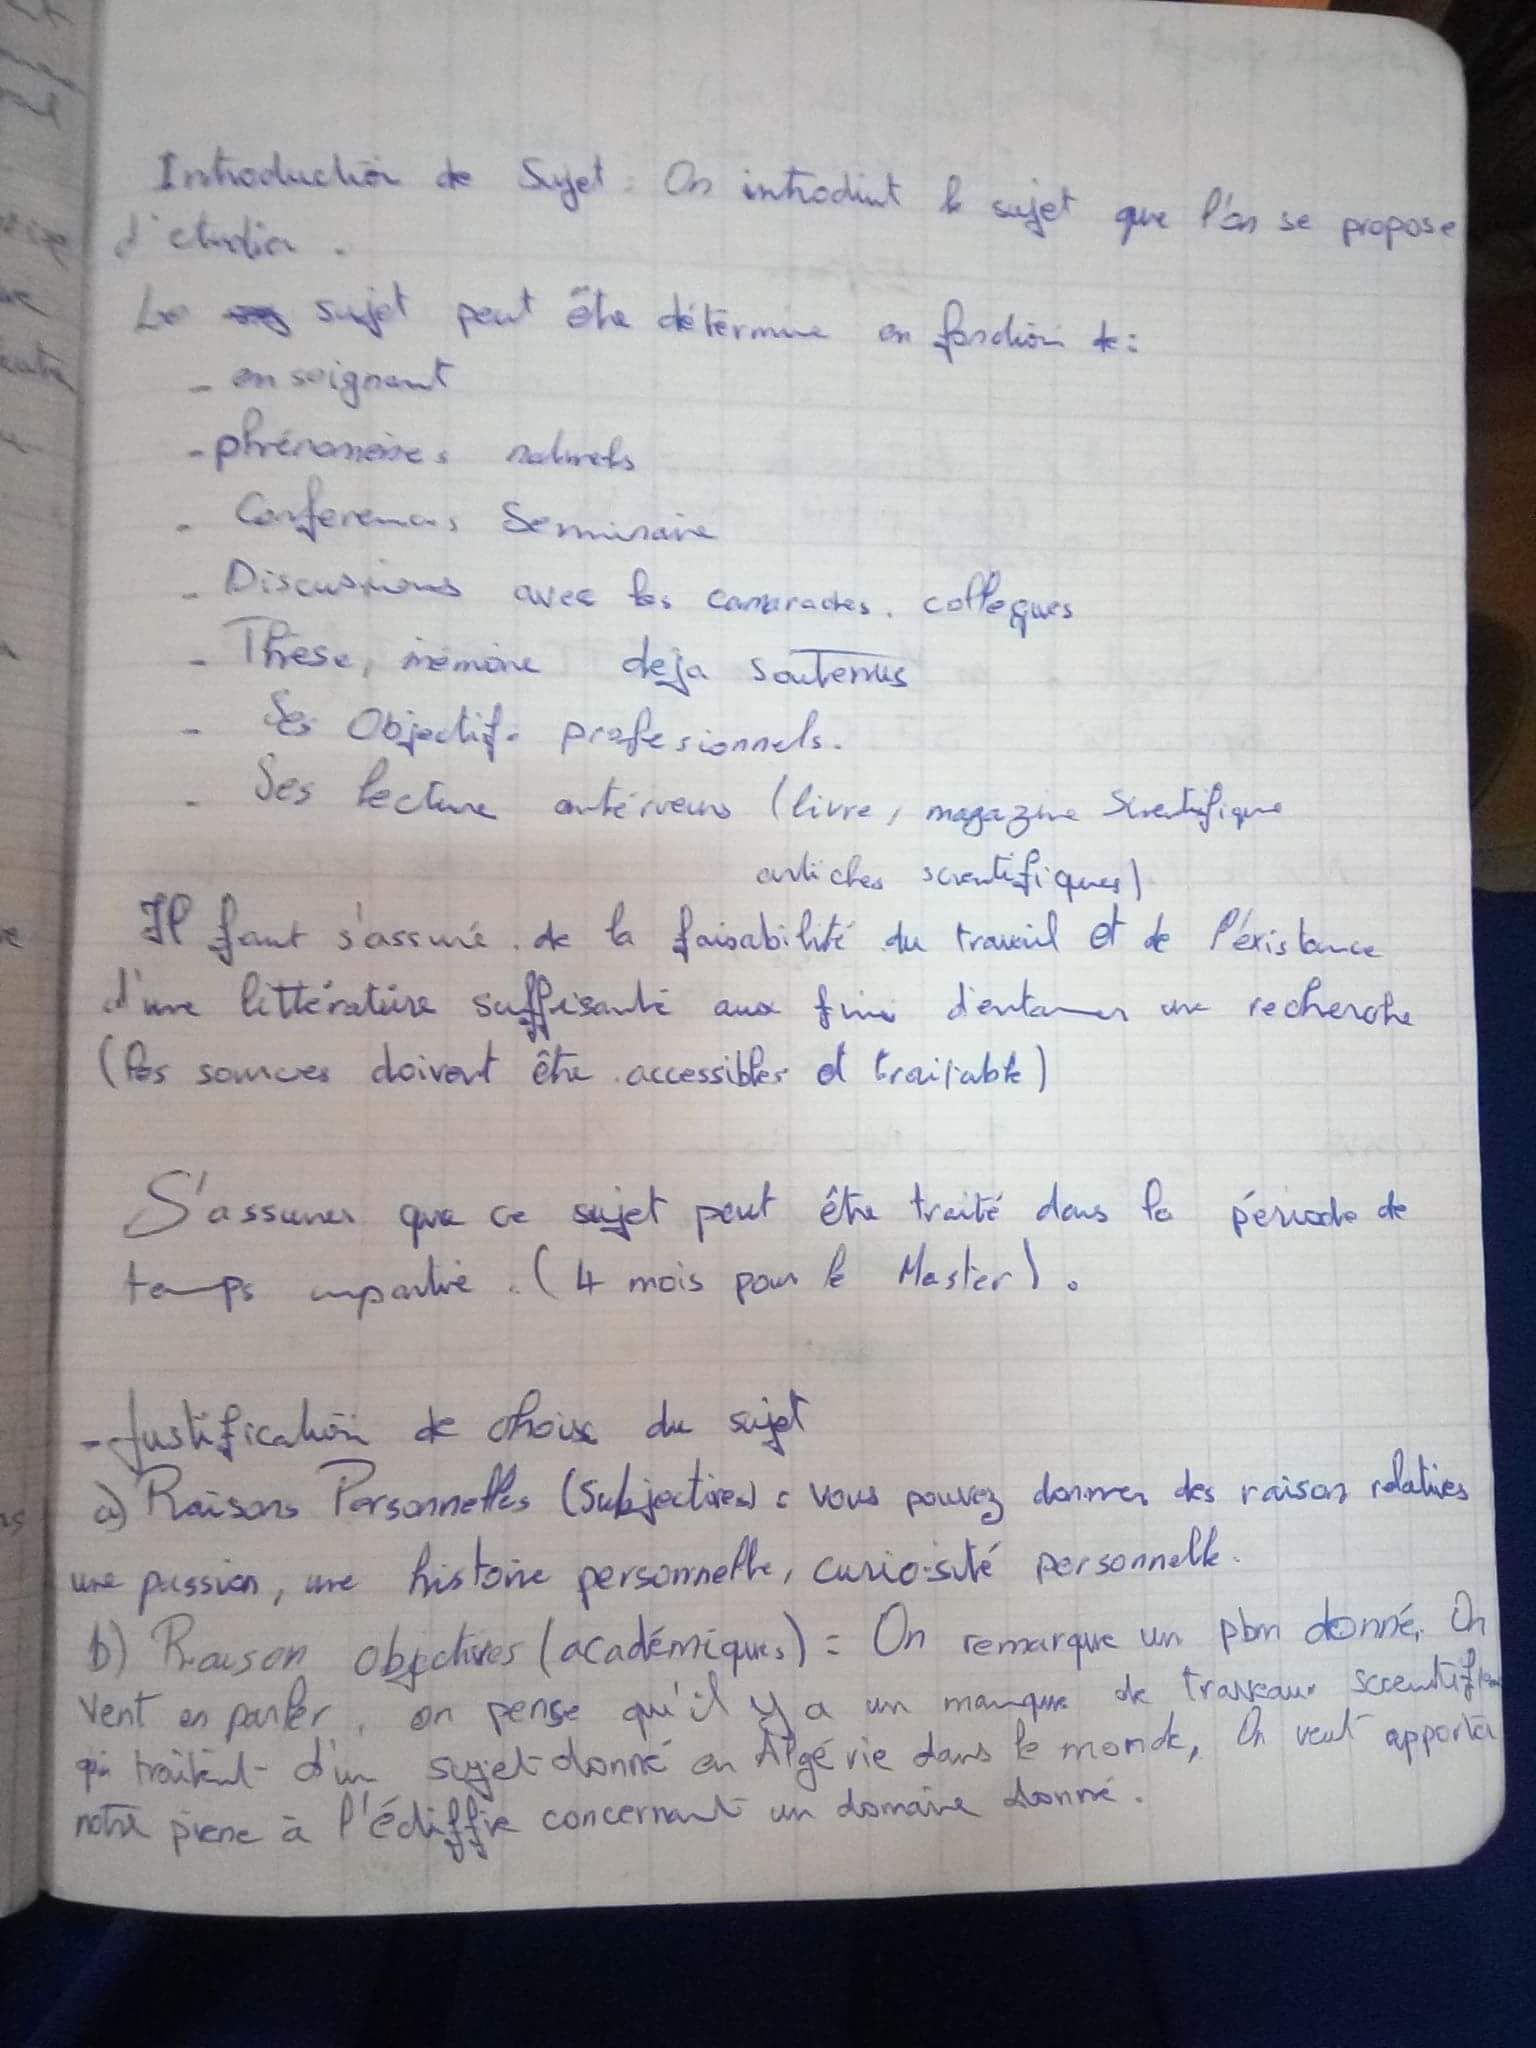 Introduction de Sujet : On introduit le sujet que l'on se propose
d'etudier.
Le sujet peut être déterminé en fonction de :
- enseignant
- phénomènes naturels
- Conferences Seminaire
- Discussions avec les camarades. collegues
- Thèse, mémoire deja soutenus
- Ses Objectifs profesionnels.
- Ses lecture antérieurs (livre, magazine Scientifique
articles scientifiques)
Il faut s'assuré de la faisabilité du travail et de l'éxistance
d'une littérature suffisante aux fins d'entamer une recherche
(les sources doivent être accessibles et traitable)
S'assurer que ce sujet peut être traité dans la période de
temps impartie. (4 mois pour le Master).
- Justification de choix du sujet
a) Raisons Personnelles (Subjectives) : vous pouvez donner des raison relatives
une passion, une histoire personnelle, curiosité personnelle.
b) Raison objectives (académiques) = On remarque un pbm donné, On
veut en parler, on pense qu'il y a un manque de travaux
qui traitent d'un sujet donné en Algérie dans le monde, On veut apporter
notre pierre à l'édiffie concernant un domaine donné.